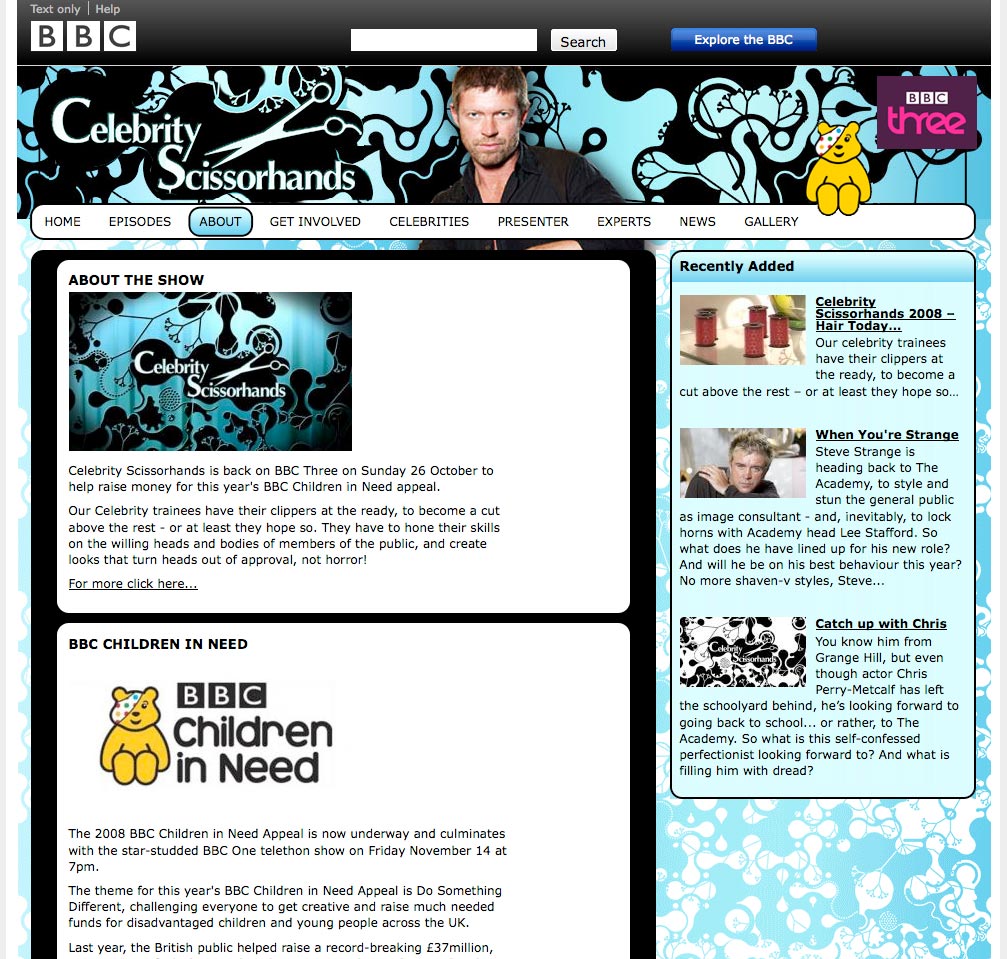 Text only Help
BBC
Search
Explore the BBC
Celebrity
Scissorhands
BBC
three
HOME EPISODES ABOUT GET INVOLVED CELEBRITIES PRESENTER EXPERTS NEWS GALLERY
ABOUT THE SHOW
Celebrity
Scissorhands
Celebrity Scissorhands is back on BBC Three on Sunday 26 October to
help raise money for this year's BBC Children in Need appeal.
Our Celebrity trainees have their clippers at the ready, to become a cut
above the rest - or at least they hope so. They have to hone their skills
on the willing heads and bodies of members of the public, and create
looks that turn heads out of approval, not horror!
For more click here...
BBC CHILDREN IN NEED
BBC
Children
in Need
The 2008 BBC Children in Need Appeal is now underway and culminates
with the star-studded BBC One telethon show on Friday November 14 at
7pm.
The theme for this year's BBC Children in Need Appeal is Do Something
Different, challenging everyone to get creative and raise much needed
funds for disadvantaged children and young people across the UK.
Last year, the British public helped raise a record-breaking £37million,
Recently Added
Celebrity
Scissorhands 2008 –
Hair Today...
Our celebrity trainees
have their clippers at
the ready, to become a
cut above the rest – or at least they hope so...
When You're Strange
Steve Strange is
heading back to The
Academy, to style and
stun the general public
as image consultant - and, inevitably, to lock
horns with Academy head Lee Stafford. So
what does he have lined up for his new role?
And will he be on his best behaviour this year?
No more shaven-v styles, Steve...
Celebrity
Scissorhands
Catch up with Chris
You know him from
Grange Hill, but even
though actor Chris
Perry-Metcalf has left
the schoolyard behind, he's looking forward to
going back to school... or rather, to The
Academy. So what is this self-confessed
perfectionist looking forward to? And what is
filling him with dread?